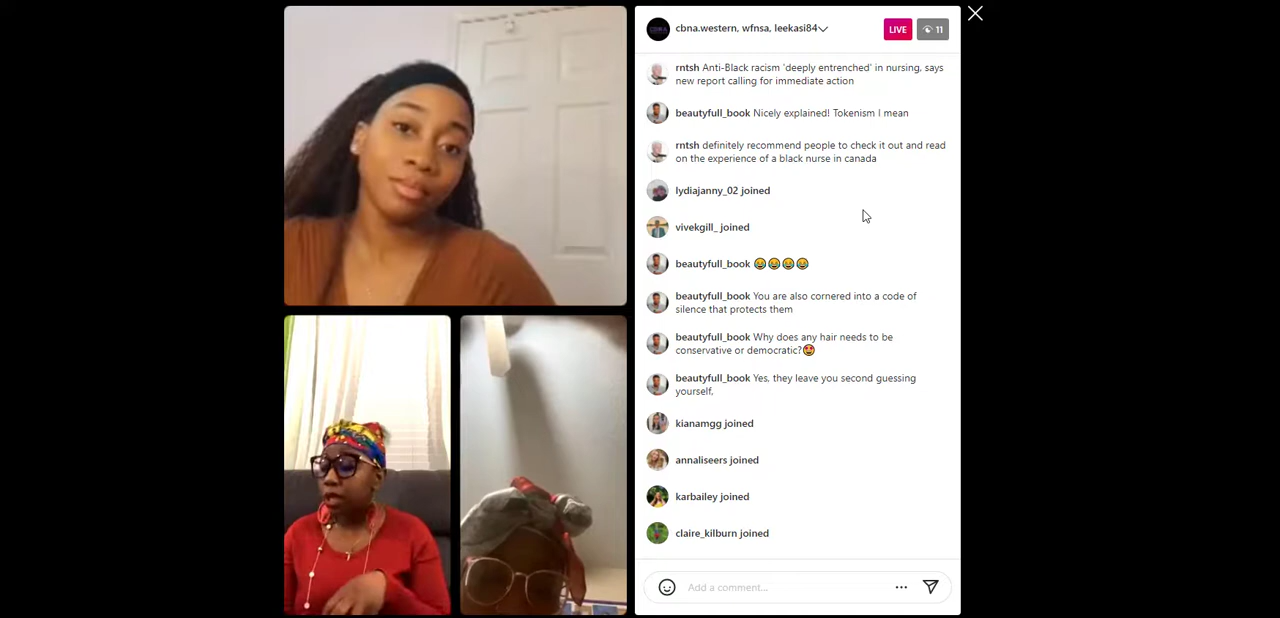 cbna.western, wfnsa, leekasi84
LIVE
11
rntsh Anti-Black racism 'deeply entrenched' in nursing, says
new report calling for immediate action
beautyfull_book Nicely explained! Tokenism I mean
rntsh definitely recommend people to check it out and read
on the experience of a black nurse in canada
lydiajanny_02 joined
vivekgill_ joined
beautyfull_book 😂😂😂😂
beautyfull_book You are also cornered into a code of
silence that protects them
beautyfull_book Why does any hair needs to be
conservative or democratic?😍
beautyfull_book Yes, they leave you second guessing
yourself,
kianamgg joined
annaliseers joined
karbailey joined
claire_kilburn joined
Add a comment...